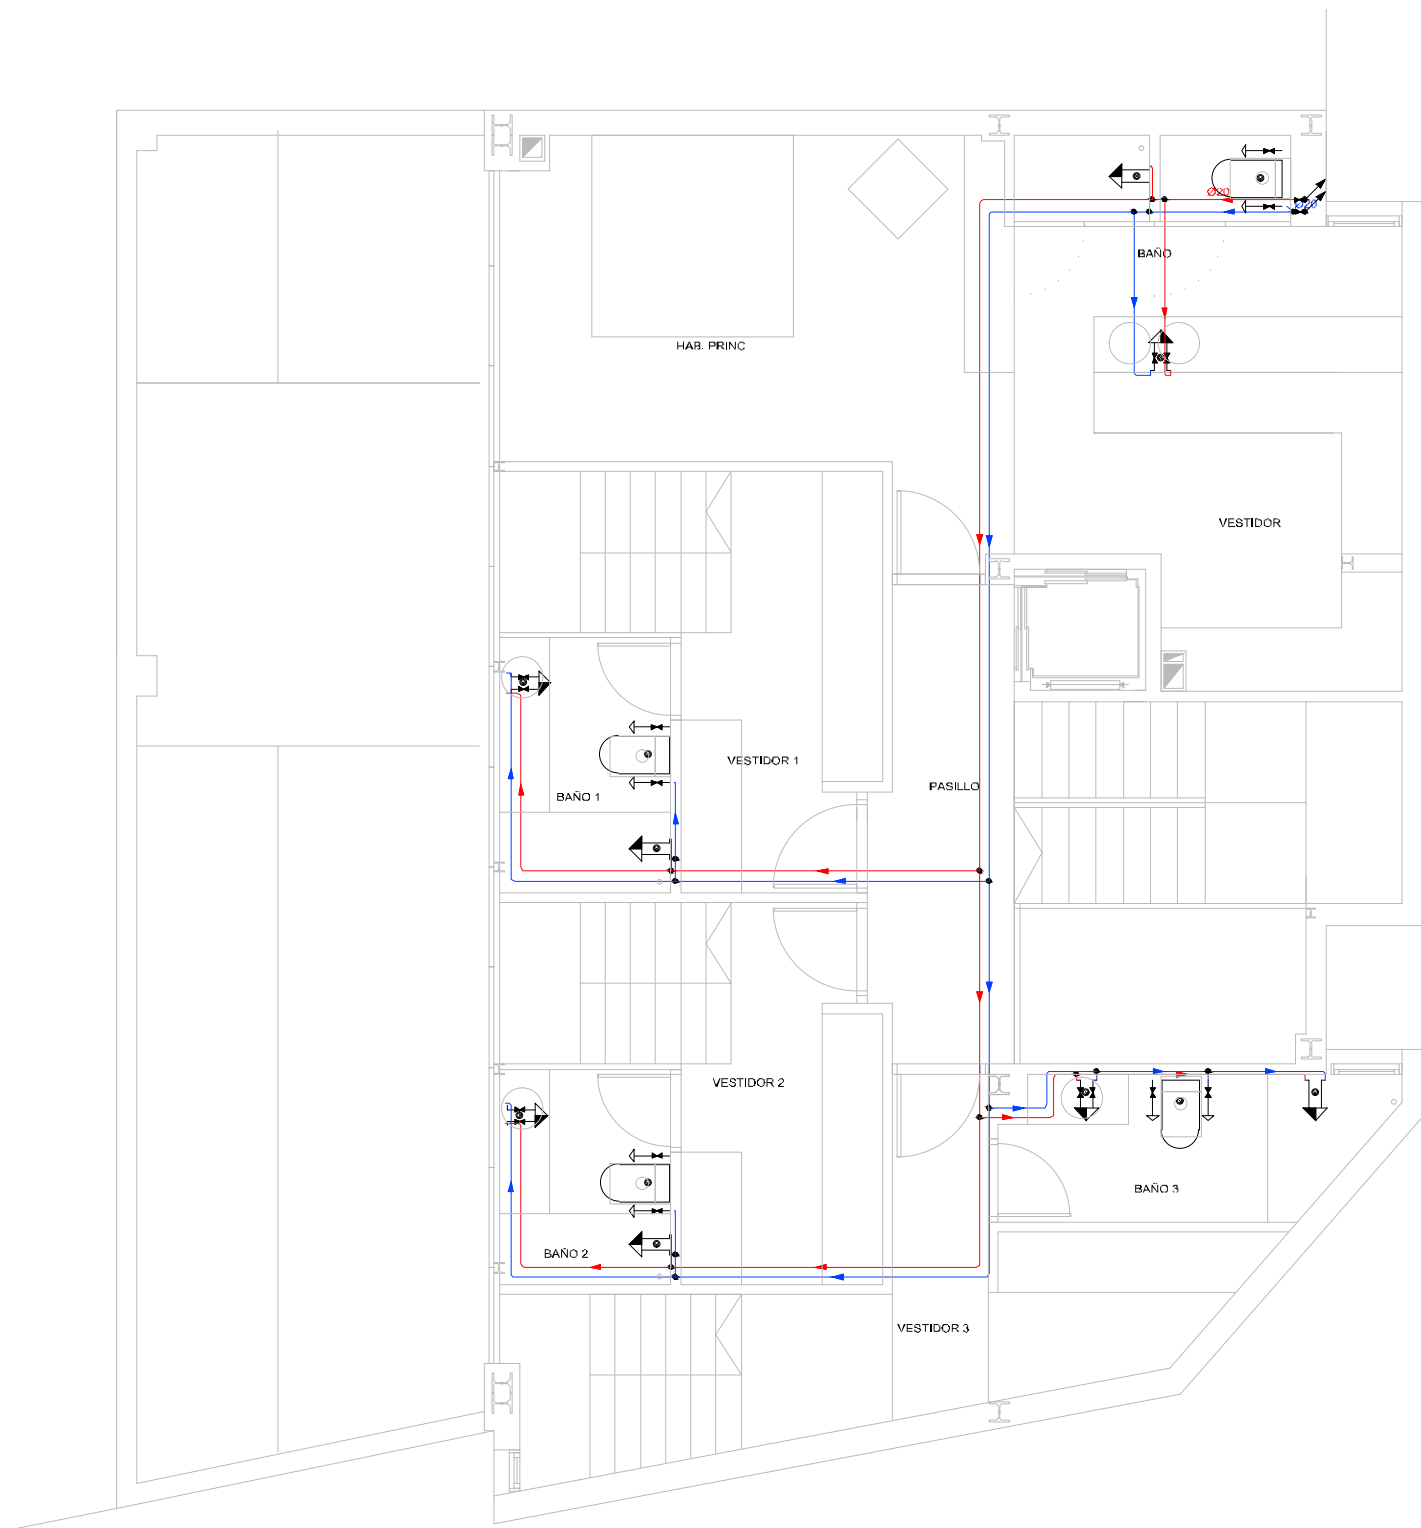 Ø20
Ø20
BAÑO
HAB. PRINC
VESTIDOR
VESTIDOR 1
PASILLO
BAÑO 1
VESTIDOR 2
BAÑO 3
BAÑO 2
VESTIDOR 3